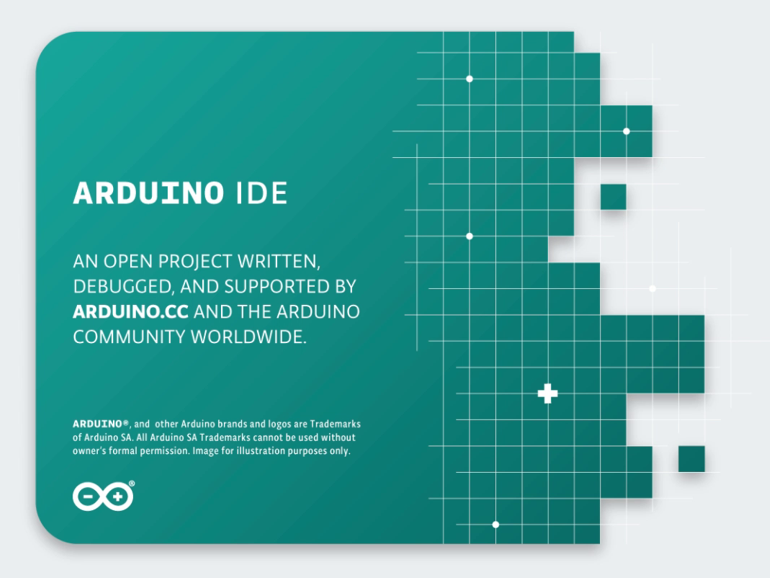 ARDUINO IDE
AN OPEN PROJECT WRITTEN,
DEBUGGED, AND SUPPORTED BY
ARDUINO.CC AND THE ARDUINO
COMMUNITY WORLDWIDE.
ARDUINO®, and other Arduino brands and logos are Trademarks
of Arduino SA. All Arduino SA Trademarks cannot be used without
owner's formal permission. Image for illustration purposes only.
®